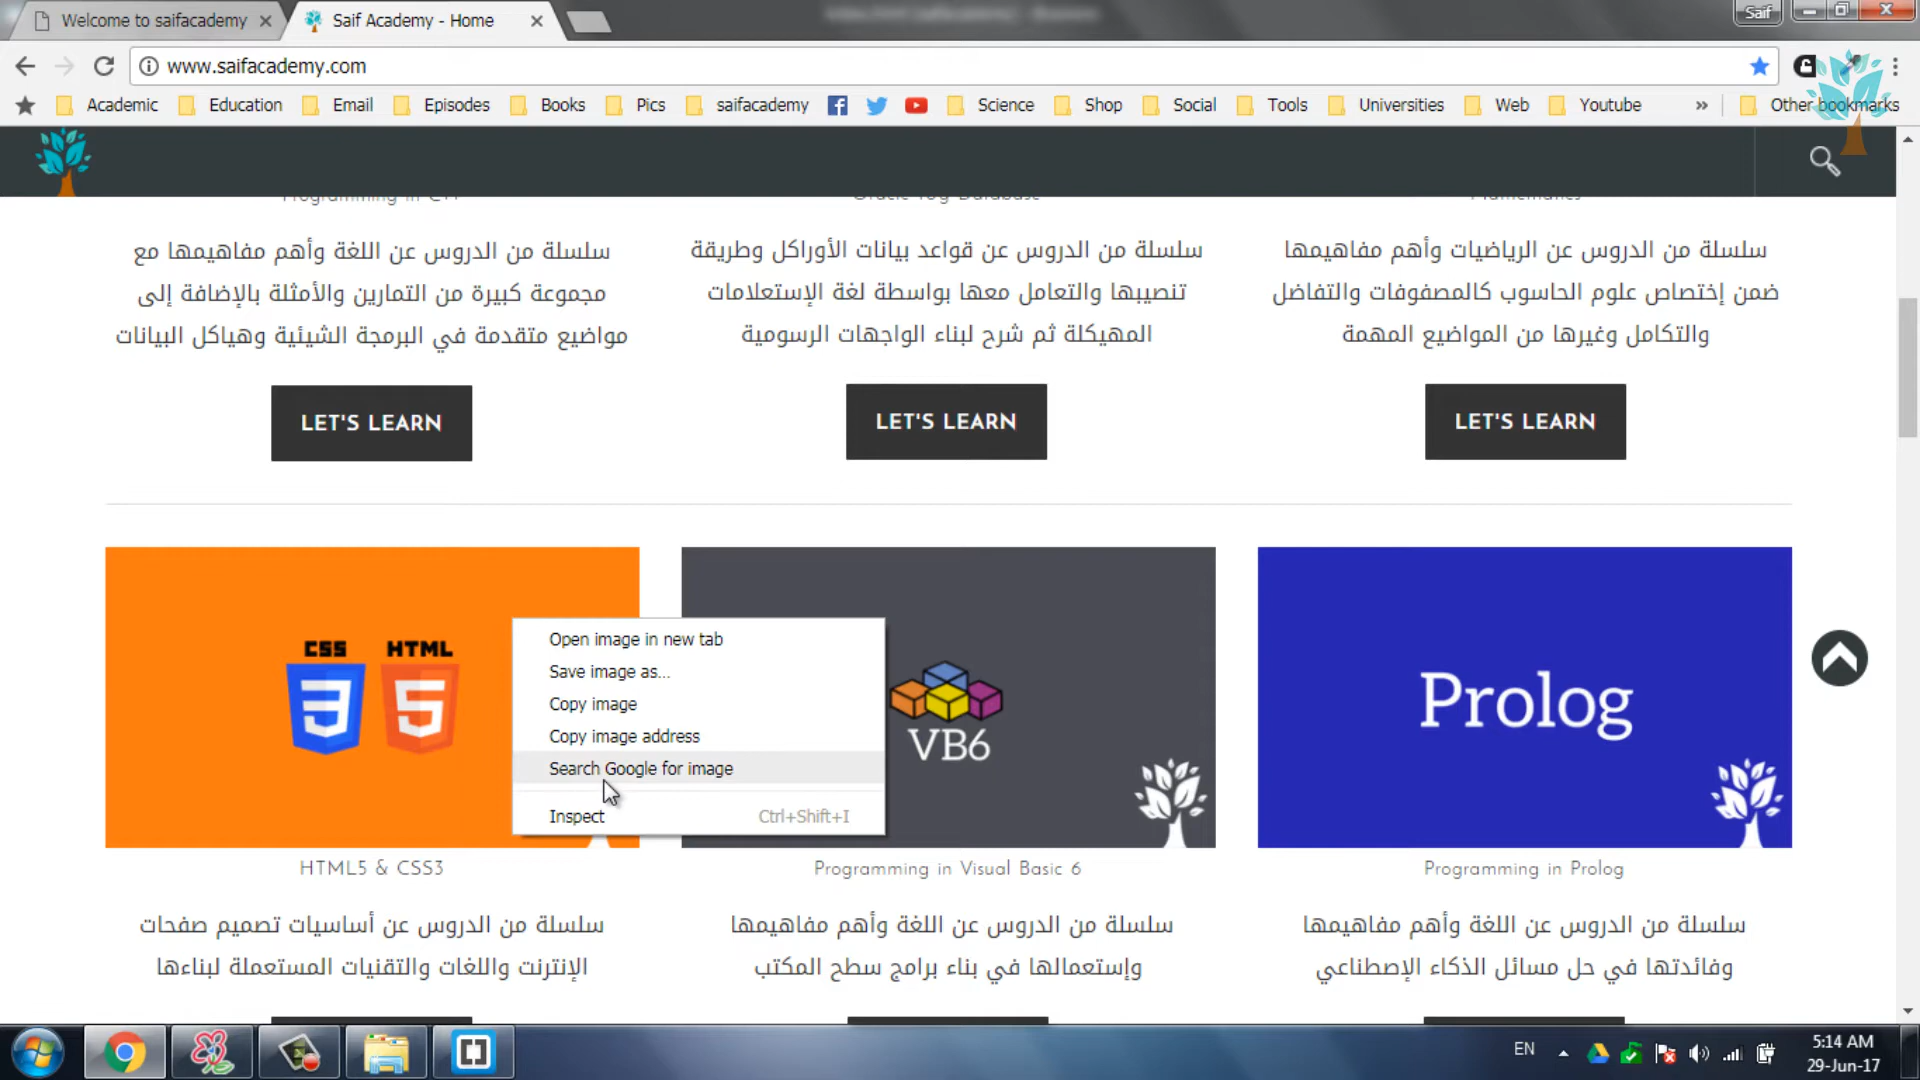 Welcome to saifacademy
Saif Academy - Home
Saif
www.saifacademy.com
Academic
Education
Email
Episodes
Books
Pics
saifacademy
Science
Shop
Social
Tools
Universities
Web
Youtube
»
Other bookmarks
Programming in C++
سلسلة من الدروس عن اللغة وأهم مفاهيمها مع
مجموعة كبيرة من التمارين والأمثلة بالإضافة إلى
مواضيع متقدمة في البرمجة الشيئية وهياكل البيانات
LET'S LEARN
سلسلة من الدروس عن قواعد بيانات الأوراكل وطريقة
تنصيبها والتعامل معها بواسطة لغة الإستعلامات
المهيكلة ثم شرح لبناء الواجهات الرسومية
LET'S LEARN
سلسلة من الدروس عن الرياضيات وأهم مفاهيمها
ضمن إختصاص علوم الحاسوب كالمصفوفات والتفاضل
والتكامل وغيرها من المواضيع المهمة
LET'S LEARN
CSS HTML
3 5
Open image in new tab
Save image as...
Copy image
Copy image address
Search Google for image
Inspect Ctrl+Shift+I
VB6
Prolog
HTML5 & CSS3
سلسلة من الدروس عن أساسيات تصميم صفحات
الإنترنت واللغات والتقنيات المستعملة لبناءها
Programming in Visual Basic 6
سلسلة من الدروس عن اللغة وأهم مفاهيمها
وإستعمالها في بناء برامج سطح المكتب
Programming in Prolog
سلسلة من الدروس عن اللغة وأهم مفاهيمها
وفائدتها في حل مسائل الذكاء الإصطناعي
EN
5:14 AM
29-Jun-17